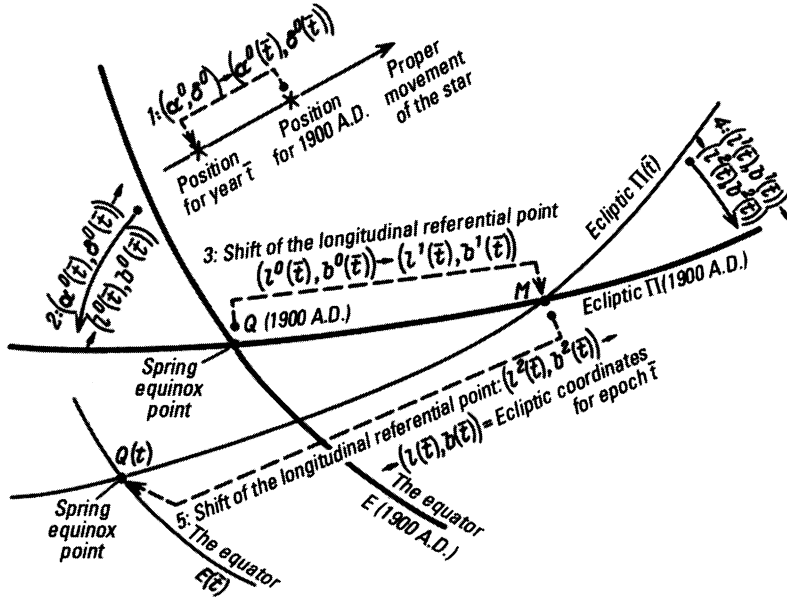 1: (α⁰, δ⁰) → (α⁰(t̄), δ⁰(t̄))
Proper
movement
of the star
Position
for 1900 A.D.
Position
for year t̄
2: (α⁰(t̄), δ⁰(t̄)) →
← (l⁰(t̄), b⁰(t̄))
3: Shift of the longitudinal referential point
(l⁰(t̄), b⁰(t̄)) → (l¹(t̄), b¹(t̄))
Ecliptic Π(t̄)
4: (l¹(t̄), b¹(t̄)) →
(l²(t̄), b²(t̄))
M
Ecliptic Π (1900 A.D.)
Q (1900 A.D.)
Spring
equinox
point
5: Shift of the longitudinal referential point: (l²(t̄), b²(t̄)) →
→ (l(t̄), b(t̄)) = Ecliptic coordinates
for epoch t̄
Q(t)
Spring
equinox
point
The equator
E (1900 A.D.)
The equator
E(t̄)